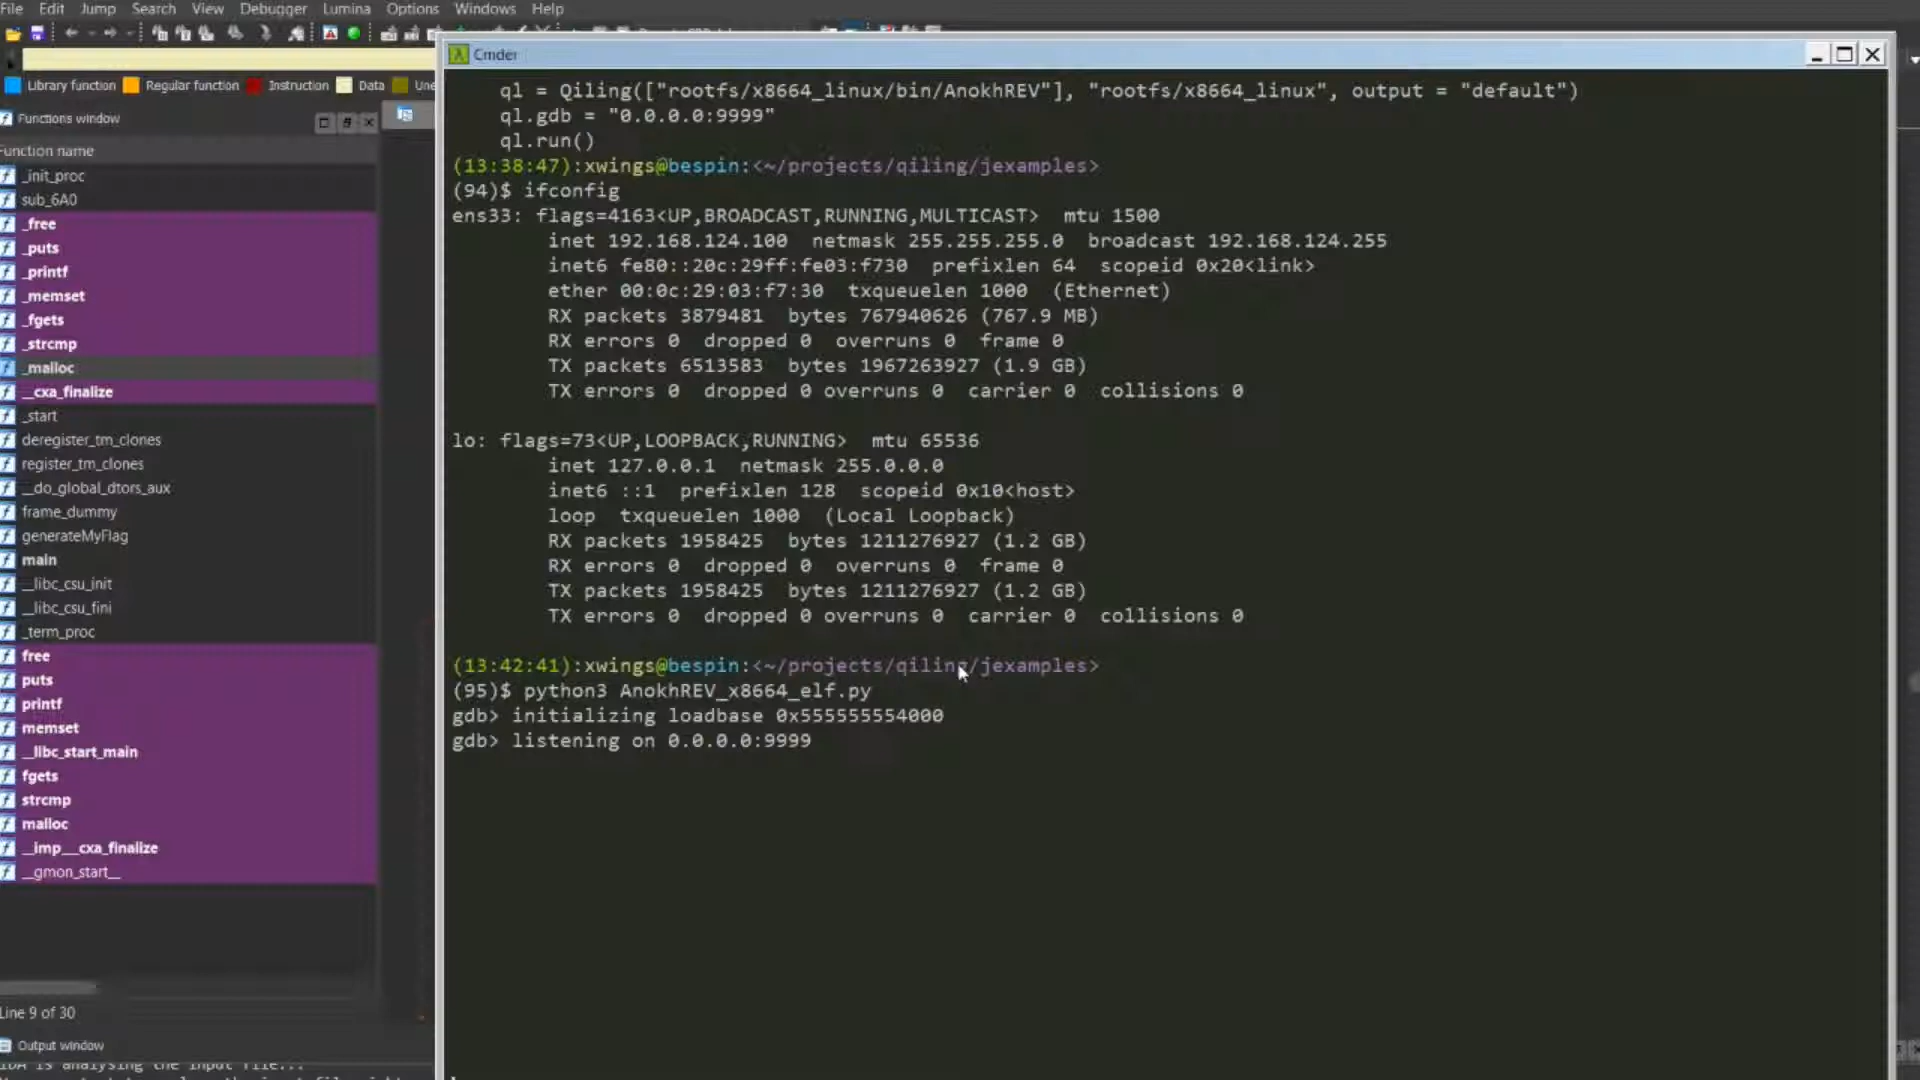 File Edit Jump Search View Debugger Lumina Options Windows Help
Library function Regular function Instruction Data Une
Functions window
Function name
_init_proc
sub_6A0
_free
_puts
_printf
_memset
_fgets
_strcmp
_malloc
__cxa_finalize
_start
deregister_tm_clones
register_tm_clones
__do_global_dtors_aux
frame_dummy
generateMyFlag
main
__libc_csu_init
__libc_csu_fini
_term_proc
free
puts
printf
memset
__libc_start_main
fgets
strcmp
malloc
__imp___cxa_finalize
__gmon_start__
Line 9 of 30
Output window
IDA is analysing the input file...
Cmder
ql = Qiling(["rootfs/x8664_linux/bin/AnokhREV"], "rootfs/x8664_linux", output = "default")
ql.gdb = "0.0.0.0:9999"
ql.run()
(13:38:47):xwings@bespin:<~/projects/qiling/jexamples>
(94)$ ifconfig
ens33: flags=4163<UP,BROADCAST,RUNNING,MULTICAST>  mtu 1500
inet 192.168.124.100  netmask 255.255.255.0  broadcast 192.168.124.255
inet6 fe80::20c:29ff:fe03:f730  prefixlen 64  scopeid 0x20<link>
ether 00:0c:29:03:f7:30  txqueuelen 1000  (Ethernet)
RX packets 3879481  bytes 767940626 (767.9 MB)
RX errors 0  dropped 0  overruns 0  frame 0
TX packets 6513583  bytes 1967263927 (1.9 GB)
TX errors 0  dropped 0 overruns 0  carrier 0  collisions 0
lo: flags=73<UP,LOOPBACK,RUNNING>  mtu 65536
inet 127.0.0.1  netmask 255.0.0.0
inet6 ::1  prefixlen 128  scopeid 0x10<host>
loop  txqueuelen 1000  (Local Loopback)
RX packets 1958425  bytes 1211276927 (1.2 GB)
RX errors 0  dropped 0  overruns 0  frame 0
TX packets 1958425  bytes 1211276927 (1.2 GB)
TX errors 0  dropped 0 overruns 0  carrier 0  collisions 0
(13:42:41):xwings@bespin:<~/projects/qiling/jexamples>
(95)$ python3 AnokhREV_x8664_elf.py
gdb> initializing loadbase 0x555555554000
gdb> listening on 0.0.0.0:9999